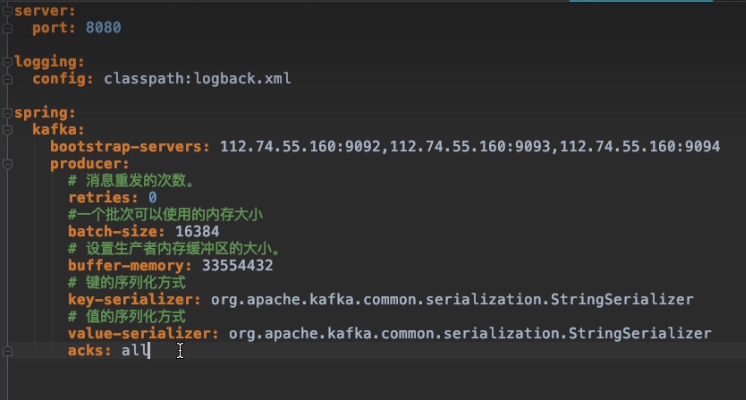 server:
  port: 8080

logging:
  config: classpath:logback.xml

spring:
  kafka:
    bootstrap-servers: 112.74.55.160:9092,112.74.55.160:9093,112.74.55.160:9094
    producer:
      # 消息重发的次数。
      retries: 0
      #一个批次可以使用的内存大小
      batch-size: 16384
      # 设置生产者内存缓冲区的大小。
      buffer-memory: 33554432
      # 键的序列化方式
      key-serializer: org.apache.kafka.common.serialization.StringSerializer
      # 值的序列化方式
      value-serializer: org.apache.kafka.common.serialization.StringSerializer
      acks: all